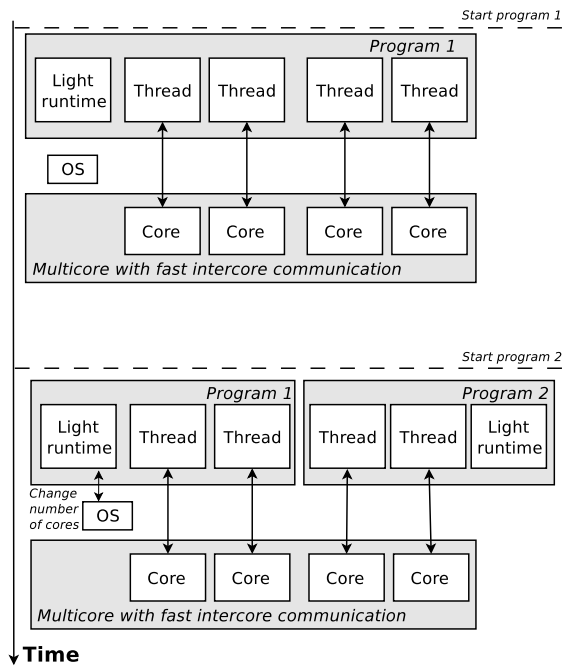 Start program 1
Program 1
Light
runtime
Thread
Thread
Thread
Thread
OS
Core
Core
Core
Core
Multicore with fast intercore communication
Start program 2
Program 1
Program 2
Light
runtime
Thread
Thread
Thread
Thread
Light
runtime
Change
number
of cores
OS
Core
Core
Core
Core
Multicore with fast intercore communication
Time